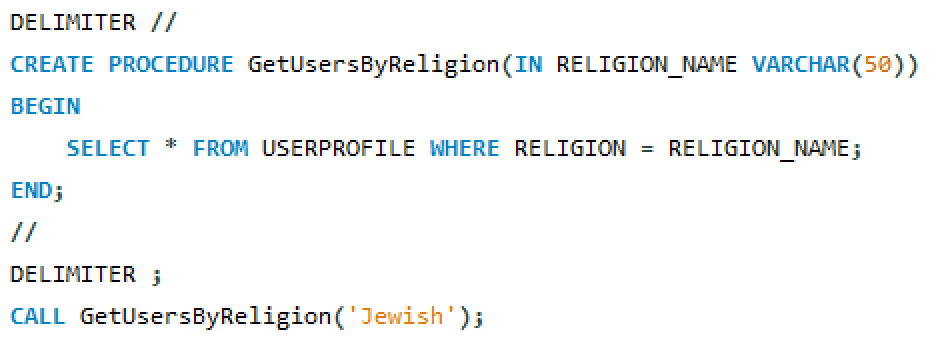 DELIMITER //
CREATE PROCEDURE GetUsersByReligion(IN RELIGION_NAME VARCHAR(50))
BEGIN
    SELECT * FROM USERPROFILE WHERE RELIGION = RELIGION_NAME;
END;
//
DELIMITER ;
CALL GetUsersByReligion('Jewish');